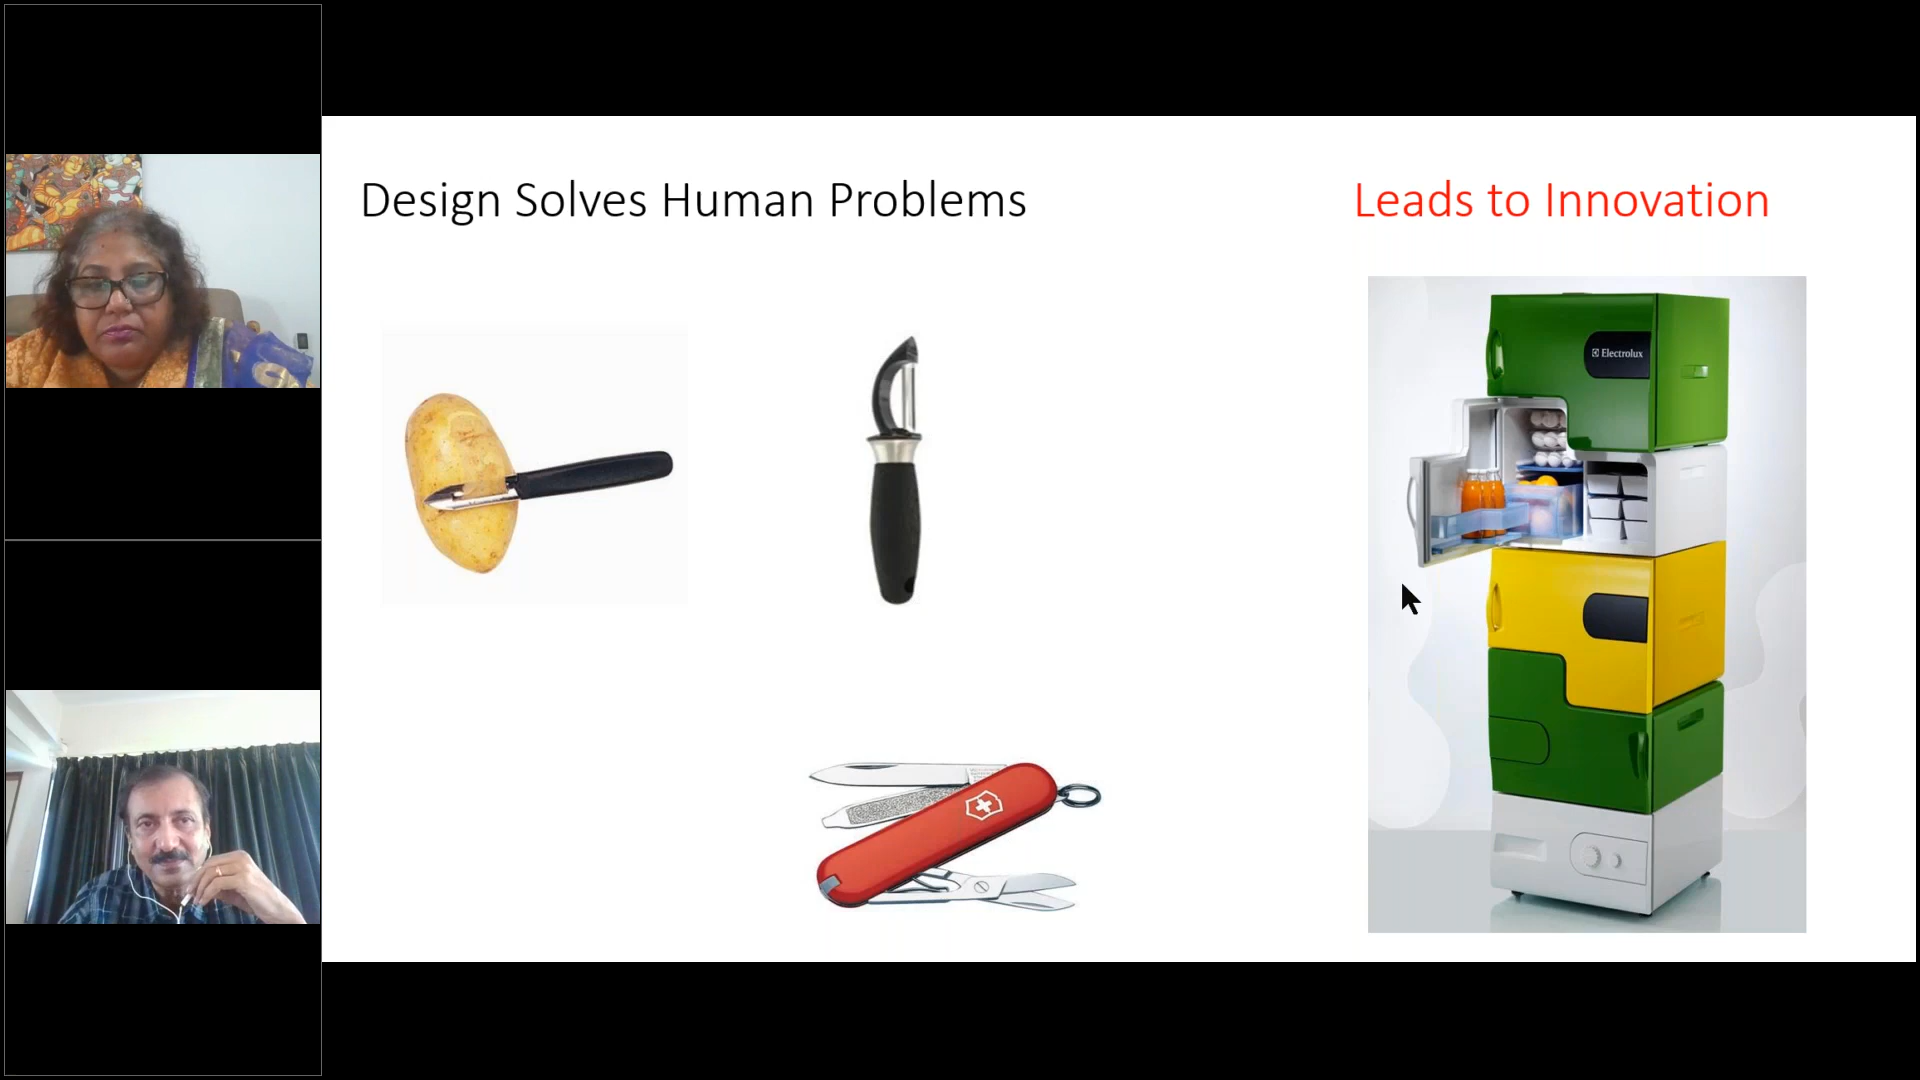 Design Solves Human Problems
Leads to Innovation
Electrolux